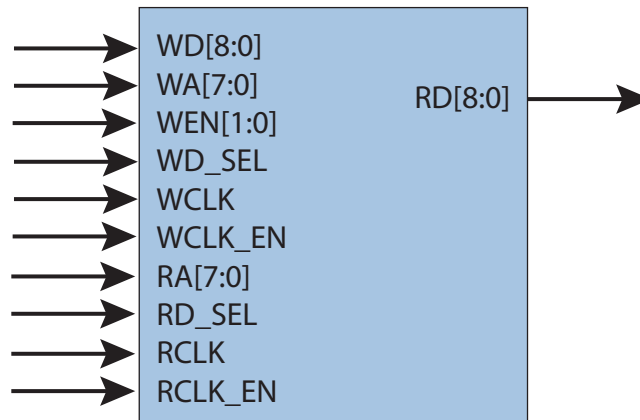 WD[8:0]
WA[7:0]
RD[8:0]
WEN[1:0]
WD_SEL
WCLK
WCLK_EN
RA[7:0]
RD_SEL
RCLK
RCLK_EN